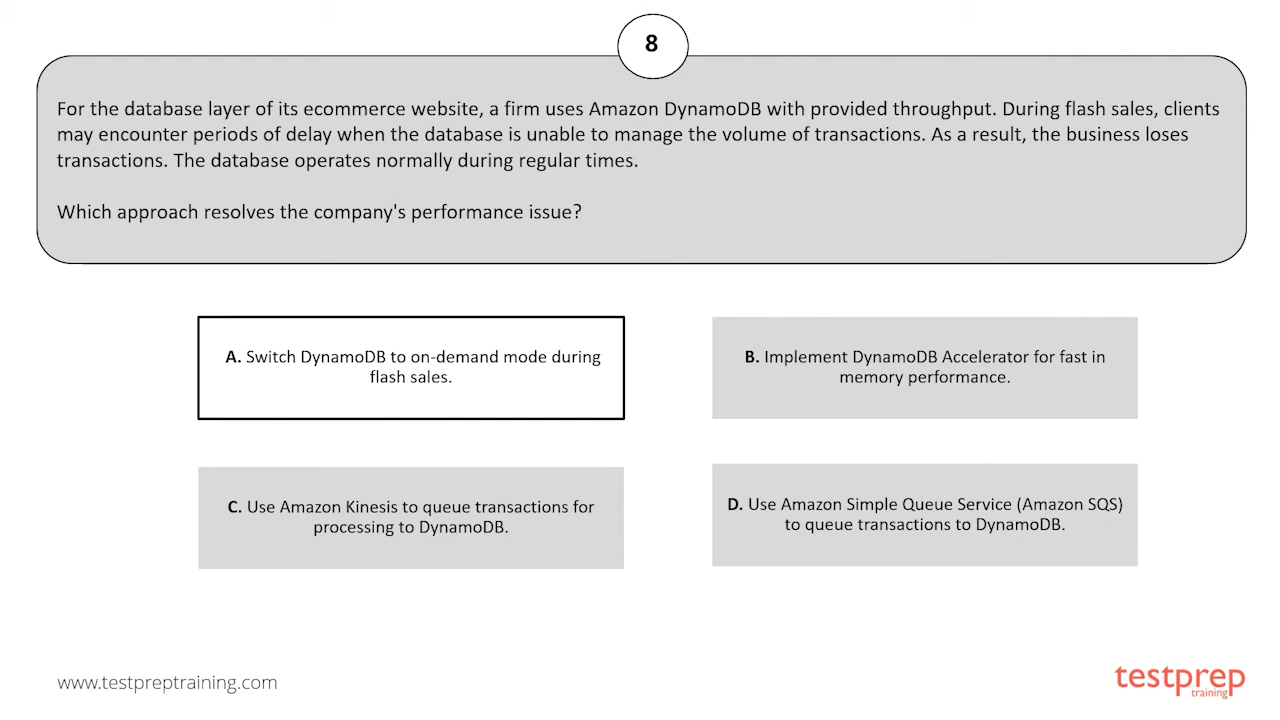 8
For the database layer of its ecommerce website, a firm uses Amazon DynamoDB with provided throughput. During flash sales, clients
may encounter periods of delay when the database is unable to manage the volume of transactions. As a result, the business loses
transactions. The database operates normally during regular times.
Which approach resolves the company's performance issue?
A. Switch DynamoDB to on-demand mode during
flash sales.
B. Implement DynamoDB Accelerator for fast in
memory performance.
C. Use Amazon Kinesis to queue transactions for
processing to DynamoDB.
D. Use Amazon Simple Queue Service (Amazon SQS)
to queue transactions to DynamoDB.
www.testpreptraining.com
testprep
training